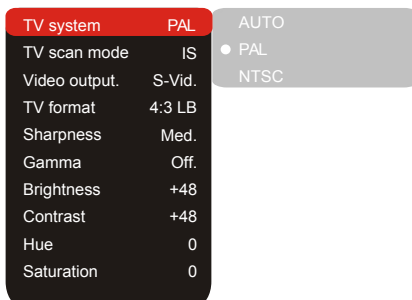 TV system PAL
TV scan mode IS
Video output. S-Vid.
TV format 4:3 LB
Sharpness Med.
Gamma Off.
Brightness +48
Contrast +48
Hue 0
Saturation 0
AUTO
PAL
NTSC